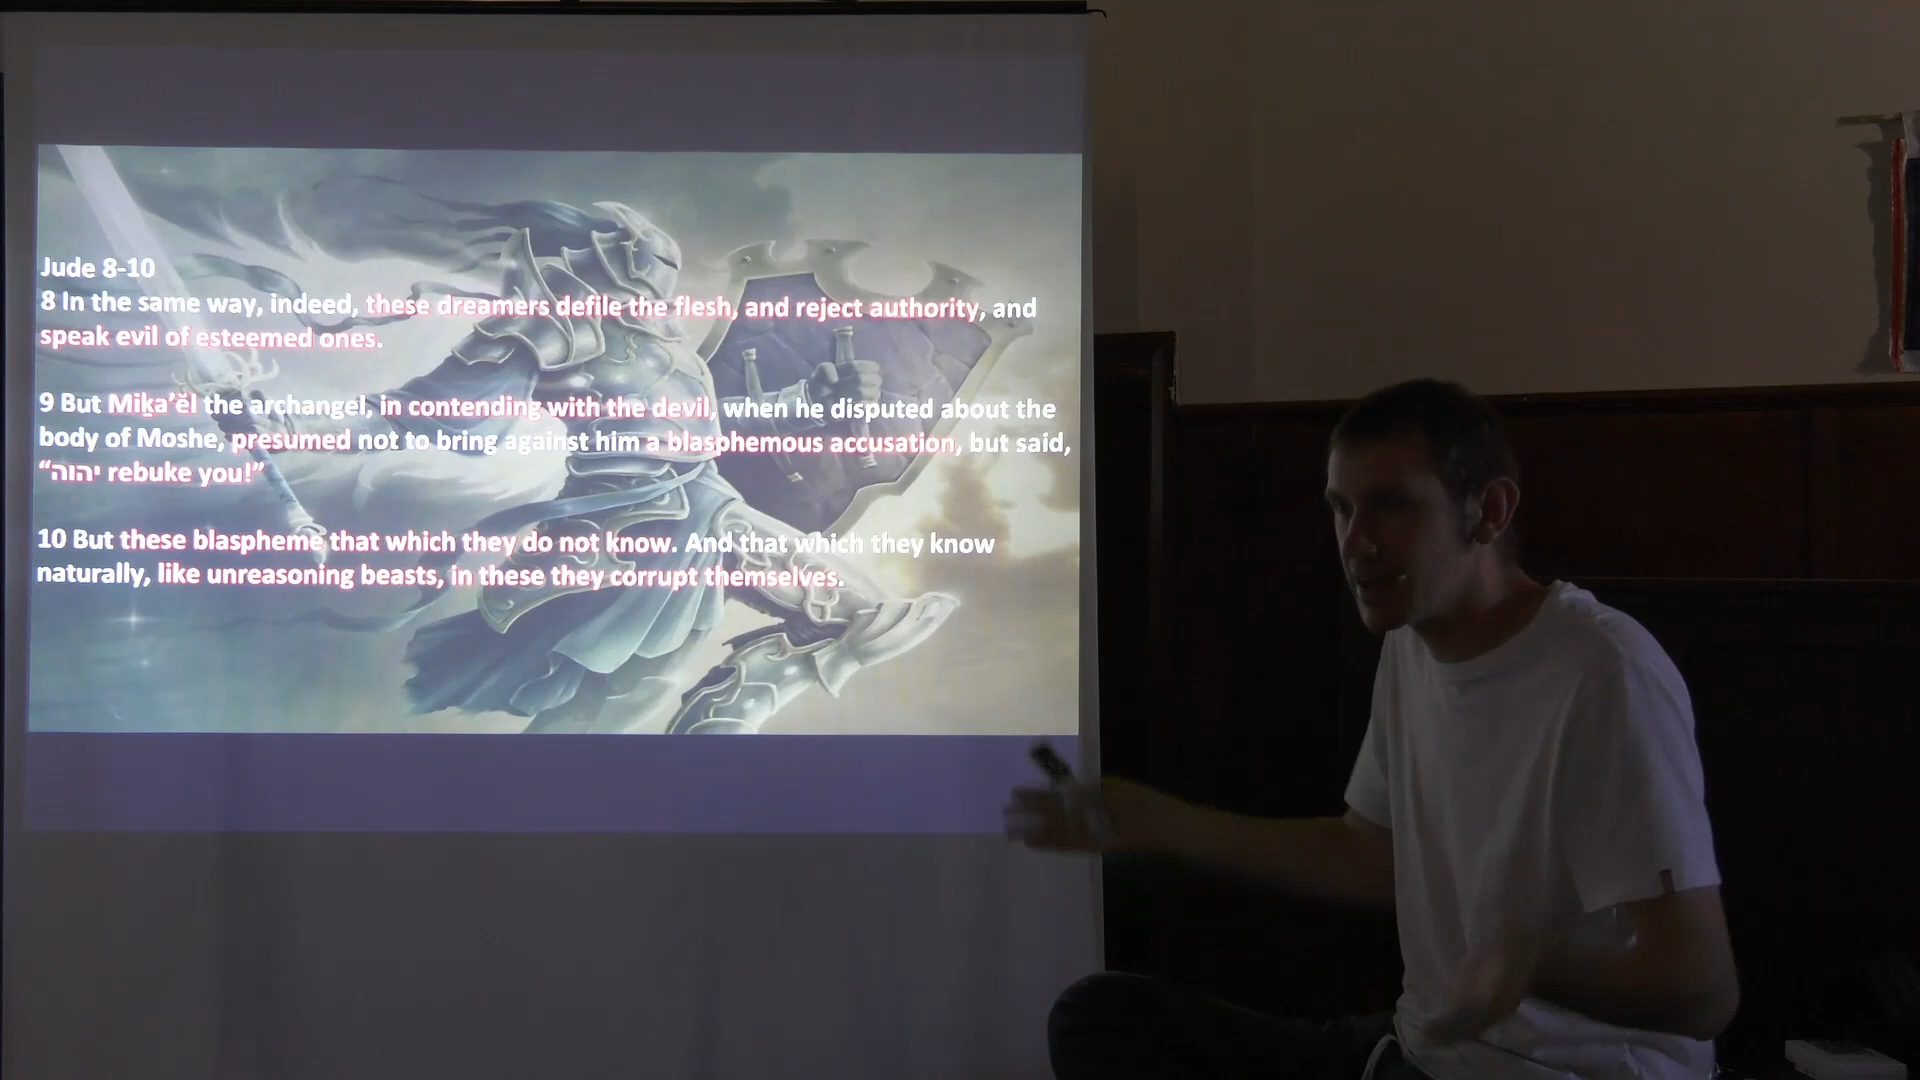 Jude 8-10
8 In the same way, indeed, these dreamers defile the flesh, and reject authority, and
speak evil of esteemed ones.
9 But Miḵa’ĕl the archangel, in contending with the devil, when he disputed about the
body of Moshe, presumed not to bring against him a blasphemous accusation, but said,
“יהוה rebuke you!”
10 But these blaspheme that which they do not know. And that which they know
naturally, like unreasoning beasts, in these they corrupt themselves.